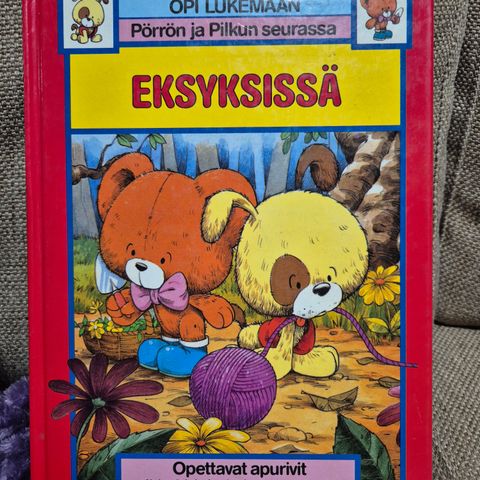 OPI LUKEMAAN
Pörrön ja Pilkun seurassa
EKSYKSISSÄ
Opettavat apurivit